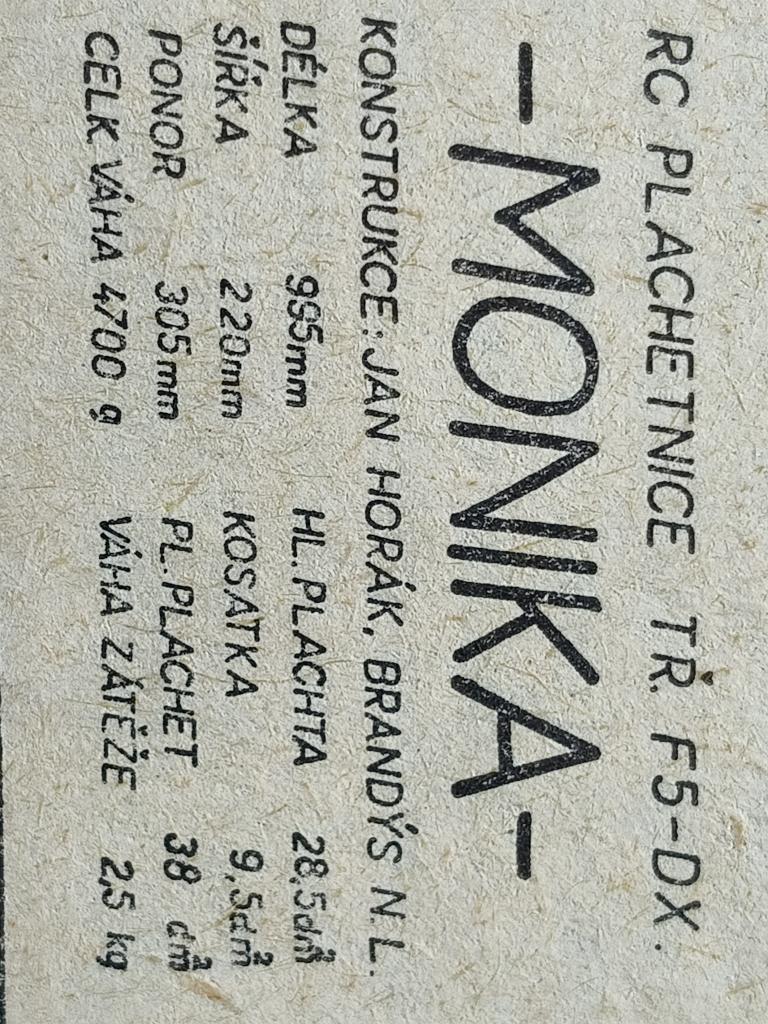 RC PLACHETNICE TŘ. F5-DX.
- MONIKA -
KONSTRUKCE: JAN HORÁK, BRANDÝS N.L.
DÉLKA 995mm HL. PLACHTA 28,5dm²
ŠÍŘKA 220mm KOSATKA 9,5dm²
PONOR 305mm PL. PLACHET 38 dm²
CELK VÁHA 4700 g VÁHA ZÁTĚŽE 2,5 kg